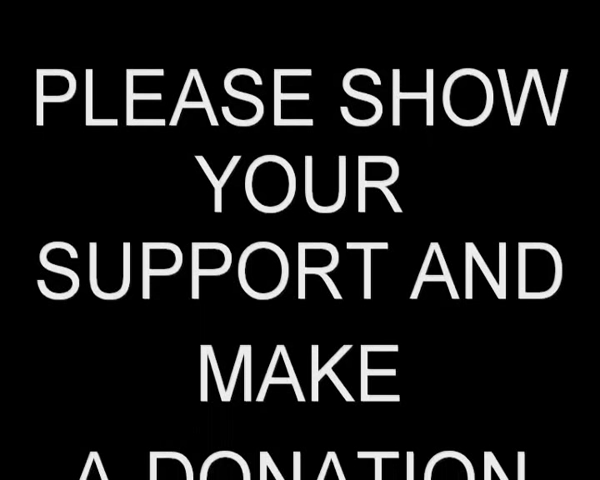 PLEASE SHOW
YOUR
SUPPORT AND
MAKE
A DONATION